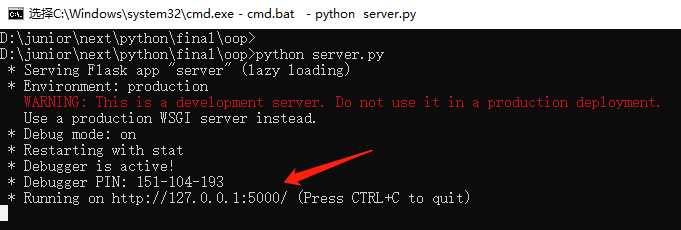 选择C:\Windows\system32\cmd.exe - cmd.bat - python server.py
D:\junior\next\python\final\oop>
D:\junior\next\python\final\oop>python server.py
* Serving Flask app "server" (lazy loading)
* Environment: production
WARNING: This is a development server. Do not use it in a production deployment.
Use a production WSGI server instead.
* Debug mode: on
* Restarting with stat
* Debugger is active!
* Debugger PIN: 151-104-193
* Running on http://127.0.0.1:5000/ (Press CTRL+C to quit)